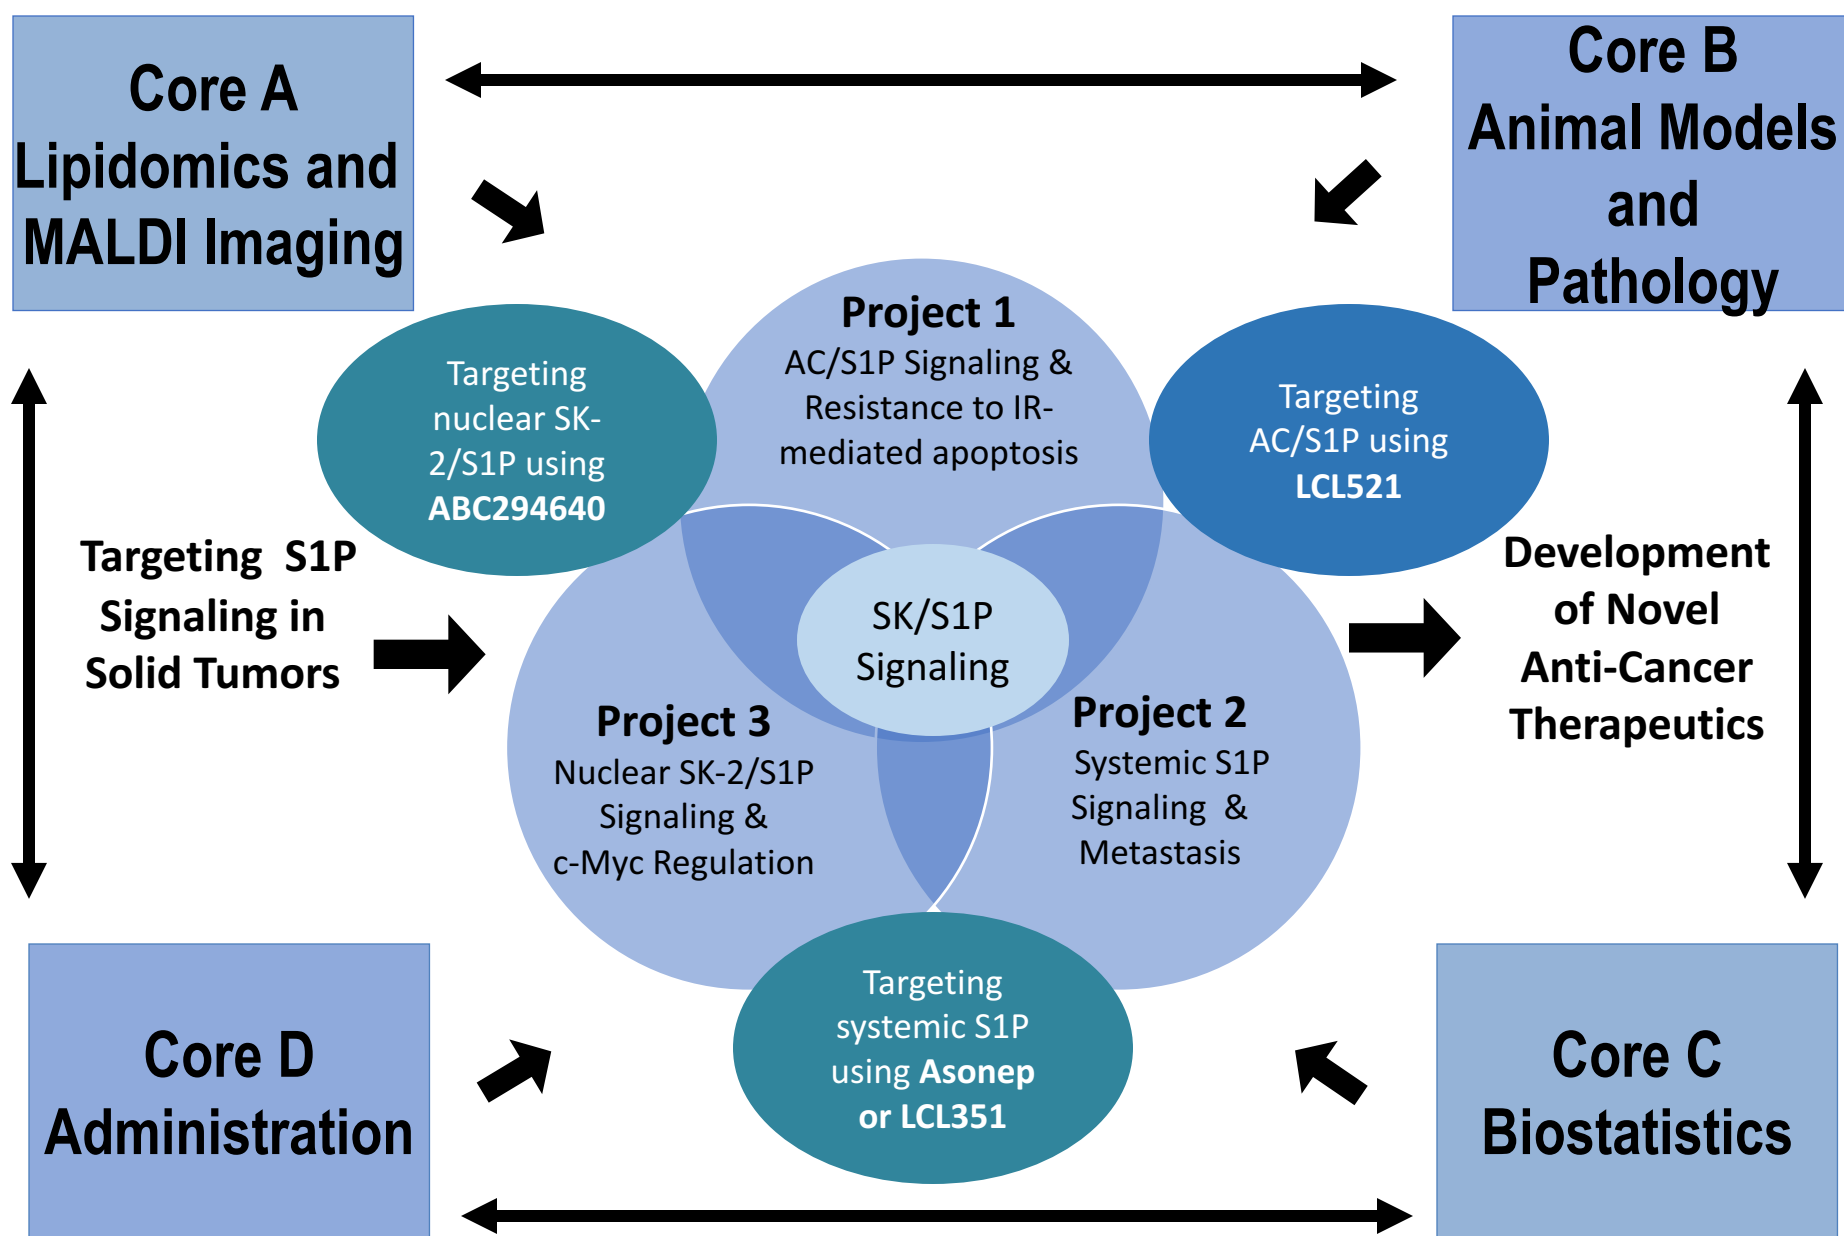 Core A
Lipidomics and
MALDI Imaging
Core B
Animal Models
and
Pathology
Project 1
AC/S1P Signaling &
Resistance to IR-
mediated apoptosis
Targeting
nuclear SK-
2/S1P using
ABC294640
Targeting
AC/S1P using
LCL521
Targeting  S1P
Signaling in
Solid Tumors
SK/S1P
Signaling
Development
of Novel
Anti-Cancer
Therapeutics
Project 3
Nuclear SK-2/S1P
Signaling &
c-Myc Regulation
Project 2
Systemic S1P
Signaling  &
Metastasis
Targeting
systemic S1P
using Asonep
or LCL351
Core D
Administration
Core C
Biostatistics